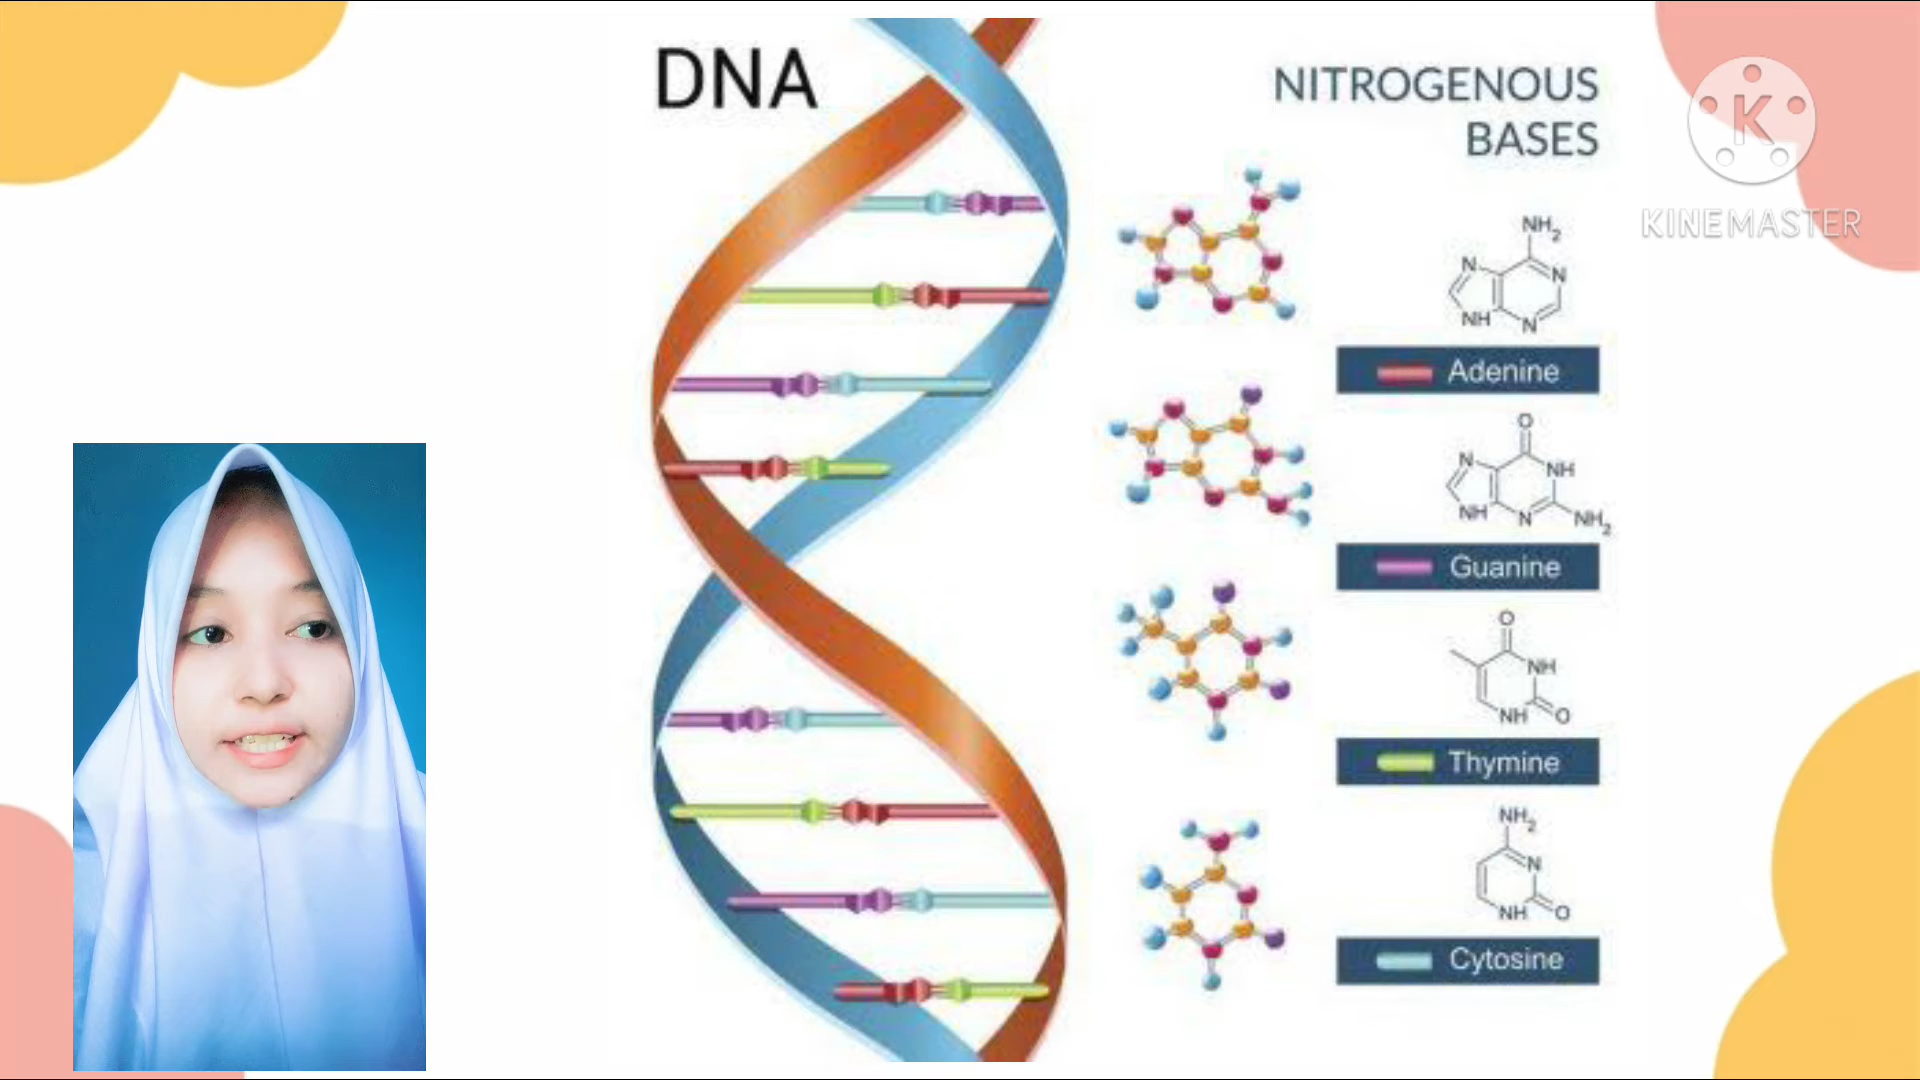 DNA
NITROGENOUS
BASES
K
KINEMASTER
NH2
N
N
NH
N
Adenine
O
N
NH
NH
N
NH2
Guanine
O
NH
NH
O
Thymine
NH2
N
NH
O
Cytosine